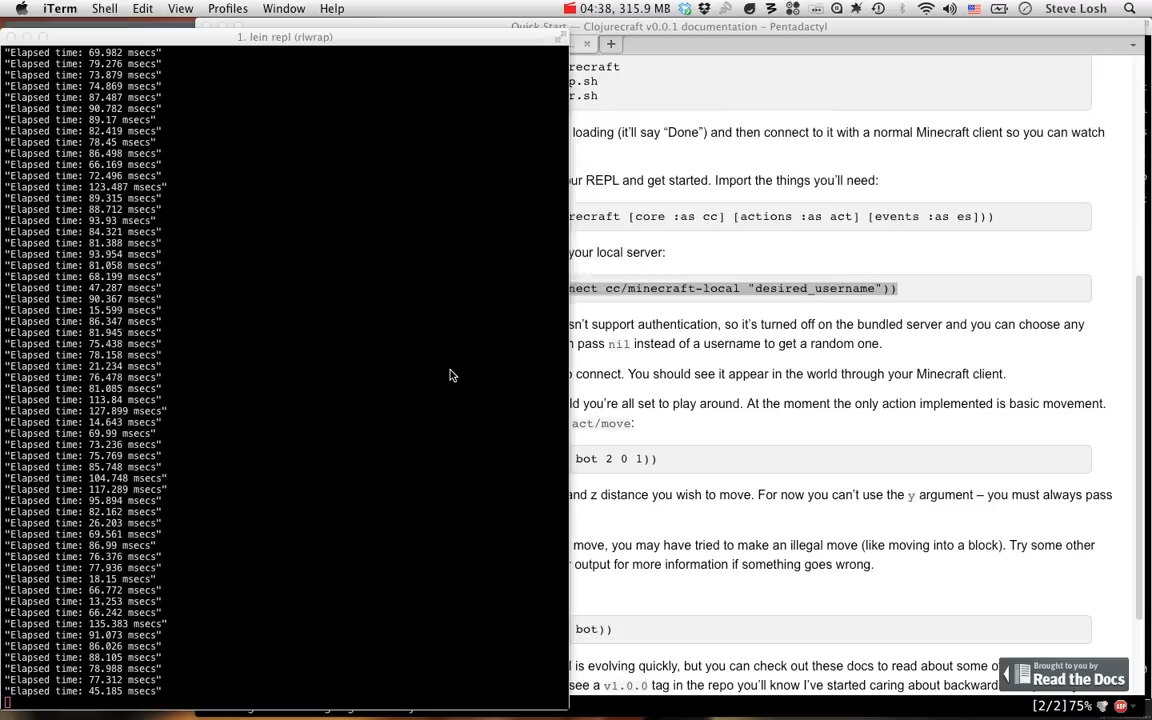 iTerm Shell Edit View Profiles Window Help 04:38, 315.9 MB Steve Losh
Quick Start — Clojurecraft v0.0.1 documentation - Pentadactyl
1. lein repl (rlwrap)
"Elapsed time: 69.982 msecs"
"Elapsed time: 79.276 msecs"
"Elapsed time: 73.879 msecs"
"Elapsed time: 74.869 msecs"
"Elapsed time: 87.487 msecs"
"Elapsed time: 90.782 msecs"
"Elapsed time: 89.17 msecs"
"Elapsed time: 82.419 msecs"
"Elapsed time: 78.45 msecs"
"Elapsed time: 86.498 msecs"
"Elapsed time: 66.169 msecs"
"Elapsed time: 72.496 msecs"
"Elapsed time: 123.487 msecs"
"Elapsed time: 89.315 msecs"
"Elapsed time: 88.712 msecs"
"Elapsed time: 93.93 msecs"
"Elapsed time: 84.321 msecs"
"Elapsed time: 81.388 msecs"
"Elapsed time: 93.954 msecs"
"Elapsed time: 81.058 msecs"
"Elapsed time: 68.199 msecs"
"Elapsed time: 47.287 msecs"
"Elapsed time: 90.367 msecs"
"Elapsed time: 15.599 msecs"
"Elapsed time: 86.347 msecs"
"Elapsed time: 81.945 msecs"
"Elapsed time: 75.438 msecs"
"Elapsed time: 78.158 msecs"
"Elapsed time: 21.234 msecs"
"Elapsed time: 76.478 msecs"
"Elapsed time: 81.085 msecs"
"Elapsed time: 113.84 msecs"
"Elapsed time: 127.899 msecs"
"Elapsed time: 14.643 msecs"
"Elapsed time: 69.99 msecs"
"Elapsed time: 73.236 msecs"
"Elapsed time: 75.769 msecs"
"Elapsed time: 85.748 msecs"
"Elapsed time: 104.748 msecs"
"Elapsed time: 117.289 msecs"
"Elapsed time: 95.894 msecs"
"Elapsed time: 82.162 msecs"
"Elapsed time: 26.203 msecs"
"Elapsed time: 69.561 msecs"
"Elapsed time: 86.99 msecs"
"Elapsed time: 76.376 msecs"
"Elapsed time: 77.936 msecs"
"Elapsed time: 18.15 msecs"
"Elapsed time: 66.772 msecs"
"Elapsed time: 13.253 msecs"
"Elapsed time: 66.242 msecs"
"Elapsed time: 135.383 msecs"
"Elapsed time: 91.073 msecs"
"Elapsed time: 86.026 msecs"
"Elapsed time: 88.105 msecs"
"Elapsed time: 78.988 msecs"
"Elapsed time: 77.312 msecs"
"Elapsed time: 45.185 msecs"
recraft
p.sh
r.sh
loading (it'll say “Done”) and then connect to it with a normal Minecraft client so you can watch
ur REPL and get started. Import the things you'll need:
recraft [core :as cc] [actions :as act] [events :as es]))
your local server:
nect cc/minecraft-local "desired_username"))
sn't support authentication, so it's turned off on the bundled server and you can choose any
n pass nil instead of a username to get a random one.
o connect. You should see it appear in the world through your Minecraft client.
ld you're all set to play around. At the moment the only action implemented is basic movement.
act/move:
bot 2 0 1))
and z distance you wish to move. For now you can't use the y argument – you must always pass
move, you may have tried to make an illegal move (like moving into a block). Try some other
r output for more information if something goes wrong.
bot))
I is evolving quickly, but you can check out these docs to read about some o
see a v1.0.0 tag in the repo you'll know I've started caring about backward
Brought to you by
Read the Docs
[2/2]75%